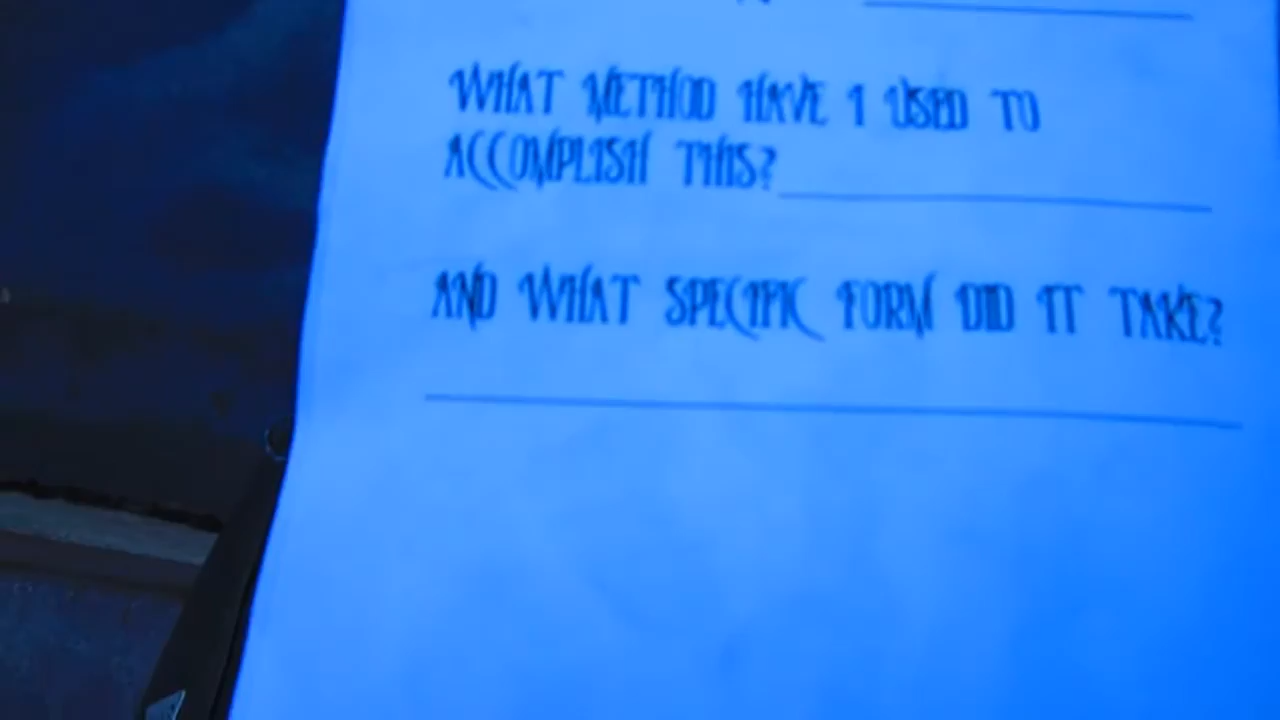 WHAT METHOD HAVE I USED TO
ACCOMPLISH THIS?
AND WHAT SPECIFIC FORM DID IT TAKE?